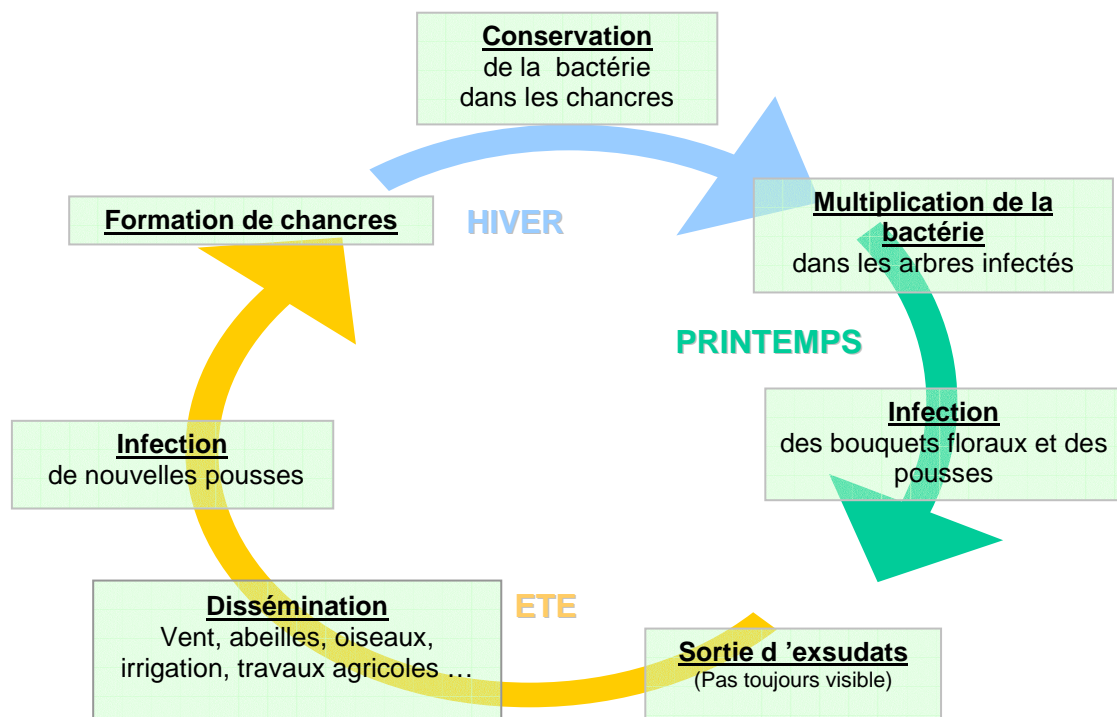 Conservation
de la bactérie
dans les chancres
Formation de chancres
HIVER
Multiplication de la
bactérie
dans les arbres infectés
PRINTEMPS
Infection
des bouquets floraux et des
pousses
Infection
de nouvelles pousses
Dissémination
Vent, abeilles, oiseaux,
irrigation, travaux agricoles …
ETE
Sortie d ’exsudats
(Pas toujours visible)